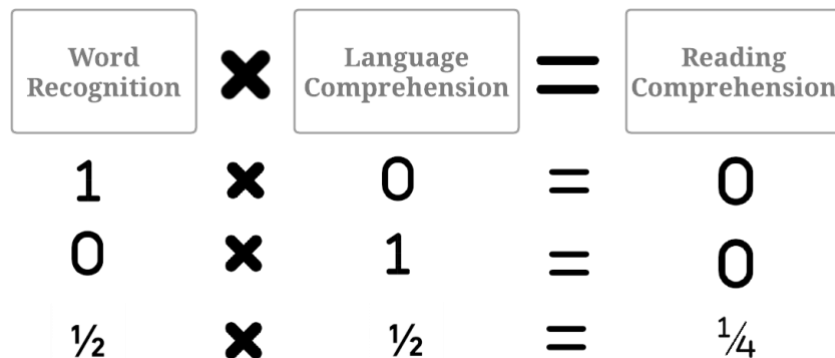 Word Recognition × Language Comprehension = Reading Comprehension
1 × 0 = 0
0 × 1 = 0
½ × ½ = ¼